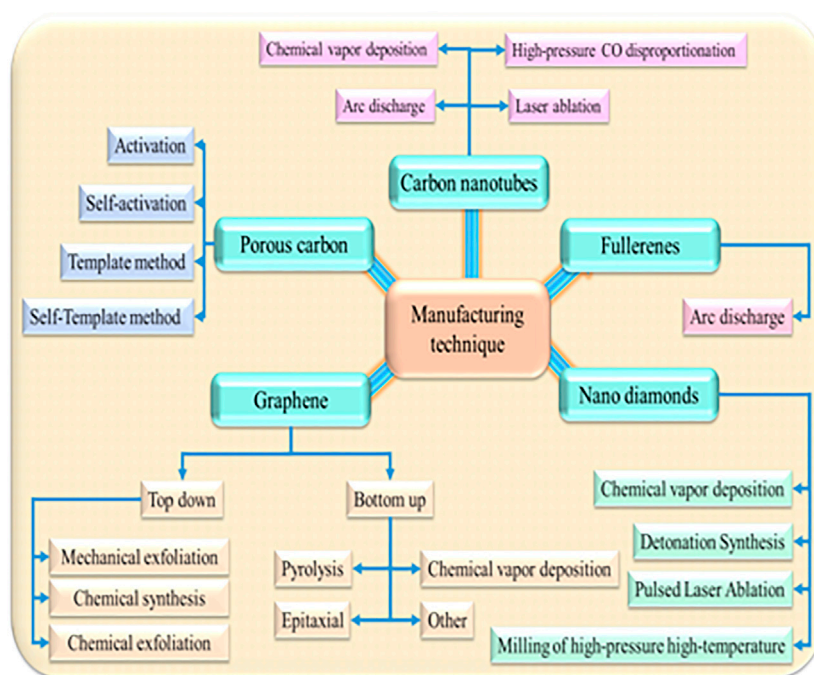 Chemical vapor deposition
High-pressure CO disproportionation
Arc discharge
Laser ablation
Activation
Carbon nanotubes
Self-activation
Porous carbon
Fullerenes
Template method
Self-Template method
Manufacturing
technique
Arc discharge
Graphene
Nano diamonds
Top down
Bottom up
Chemical vapor deposition
Mechanical exfoliation
Pyrolysis
Chemical vapor deposition
Detonation Synthesis
Chemical synthesis
Epitaxial
Other
Pulsed Laser Ablation
Chemical exfoliation
Milling of high-pressure high-temperature